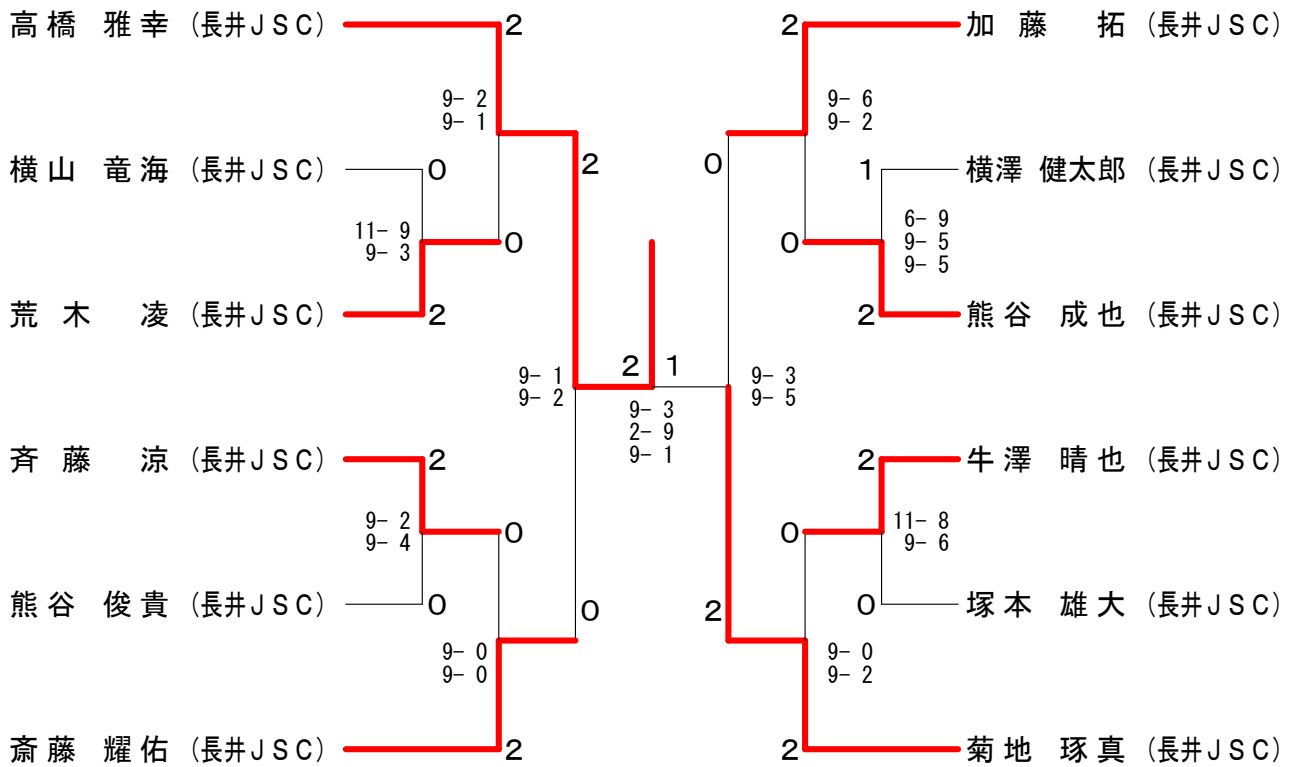 高橋 雅幸 (長井JSC) 2 2 加藤 拓 (長井JSC)
9- 2 9- 6
9- 1 9- 2
横山 竜海 (長井JSC) 0 2 0 1 横澤 健太郎 (長井JSC)
11- 9 6- 9
9- 3 0 0 9- 5
9- 5
荒木 凌 (長井JSC) 2 2 熊谷 成也 (長井JSC)
9- 1 2 1 9- 3
9- 2 9- 5
9- 3
2- 9
9- 1
斉藤 涼 (長井JSC) 2 2 牛澤 晴也 (長井JSC)
9- 2 0 0 11- 8
9- 4 9- 6
熊谷 俊貴 (長井JSC) 0 0 2 0 塚本 雄大 (長井JSC)
9- 0 9- 0
9- 0 9- 2
斎藤 耀佑 (長井JSC) 2 2 菊地 琢真 (長井JSC)